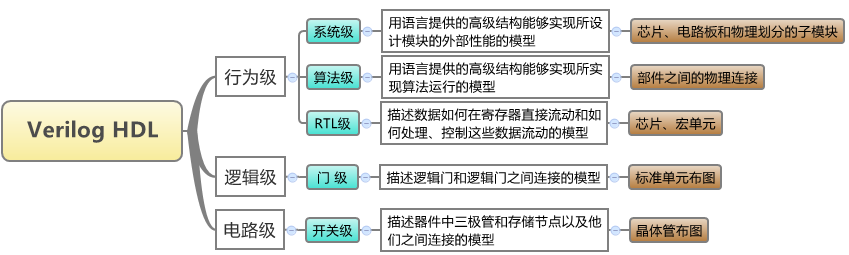 Verilog HDL
行为级
系统级
用语言提供的高级结构能够实现所设
计模块的外部性能的模型
芯片、电路板和物理划分的子模块
算法级
用语言提供的高级结构能够实现所实
现算法运行的模型
部件之间的物理连接
RTL级
描述数据如何在寄存器直接流动和如
何处理、控制这些数据流动的模型
芯片、宏单元
逻辑级
门 级
描述逻辑门和逻辑门之间连接的模型
标准单元布图
电路级
开关级
描述器件中三极管和存储节点以及他
们之间连接的模型
晶体管布图